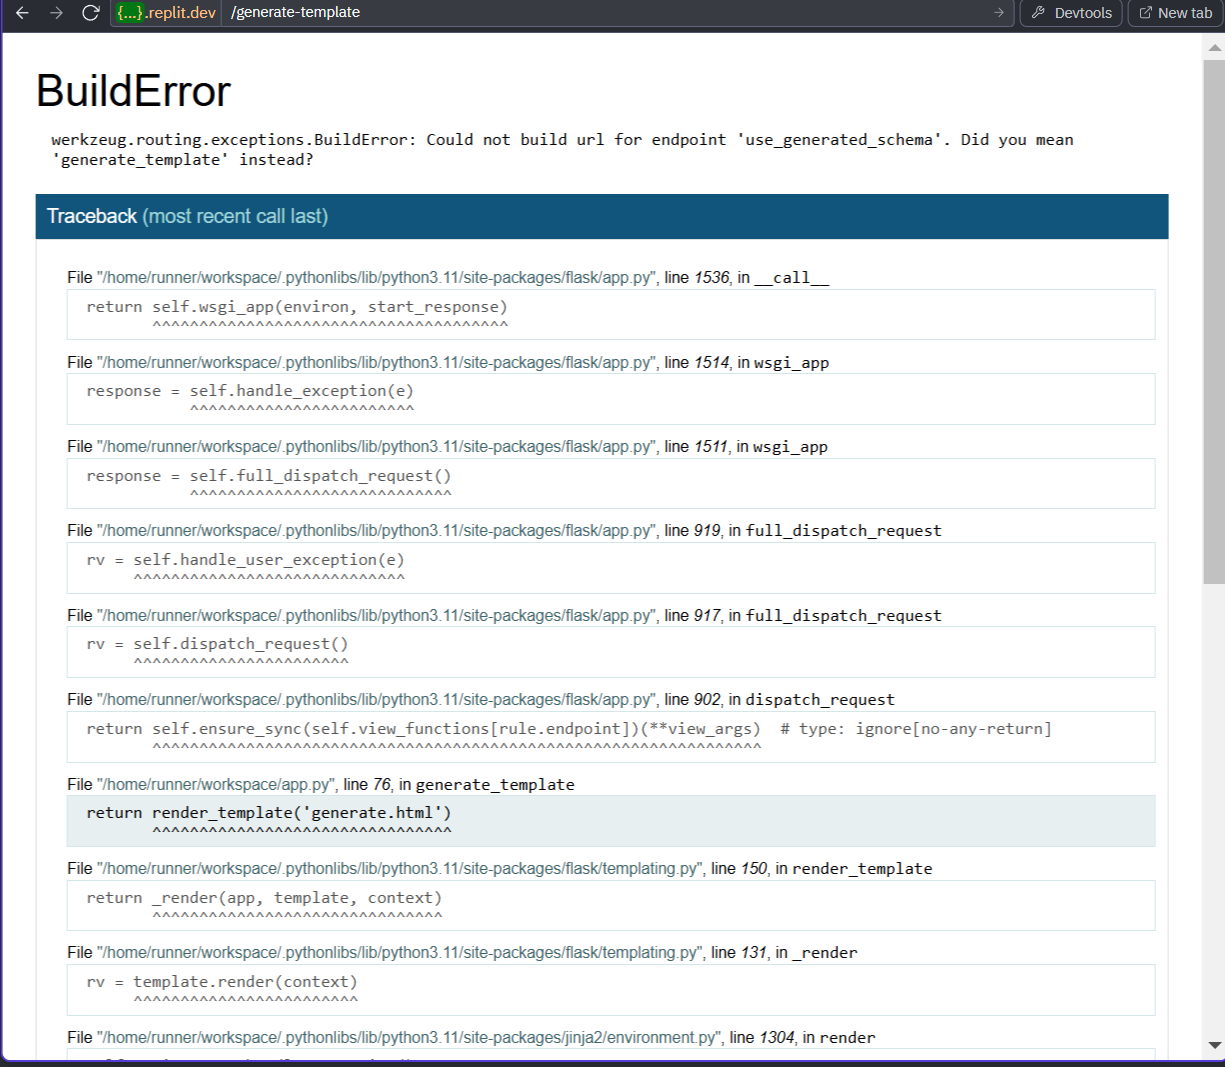 {...}.replit.dev /generate-template Devtools New tab
BuildError
werkzeug.routing.exceptions.BuildError: Could not build url for endpoint 'use_generated_schema'. Did you mean
'generate_template' instead?
Traceback (most recent call last)
File "/home/runner/workspace/.pythonlibs/lib/python3.11/site-packages/flask/app.py", line 1536, in __call__
return self.wsgi_app(environ, start_response)
^^^^^^^^^^^^^^^^^^^^^^^^^^^^^^^^^^^^^^
File "/home/runner/workspace/.pythonlibs/lib/python3.11/site-packages/flask/app.py", line 1514, in wsgi_app
response = self.handle_exception(e)
^^^^^^^^^^^^^^^^^^^^^^^^
File "/home/runner/workspace/.pythonlibs/lib/python3.11/site-packages/flask/app.py", line 1511, in wsgi_app
response = self.full_dispatch_request()
^^^^^^^^^^^^^^^^^^^^^^^^^^^^
File "/home/runner/workspace/.pythonlibs/lib/python3.11/site-packages/flask/app.py", line 919, in full_dispatch_request
rv = self.handle_user_exception(e)
^^^^^^^^^^^^^^^^^^^^^^^^^^^^^
File "/home/runner/workspace/.pythonlibs/lib/python3.11/site-packages/flask/app.py", line 917, in full_dispatch_request
rv = self.dispatch_request()
^^^^^^^^^^^^^^^^^^^^^^^
File "/home/runner/workspace/.pythonlibs/lib/python3.11/site-packages/flask/app.py", line 902, in dispatch_request
return self.ensure_sync(self.view_functions[rule.endpoint])(**view_args)  # type: ignore[no-any-return]
^^^^^^^^^^^^^^^^^^^^^^^^^^^^^^^^^^^^^^^^^^^^^^^^^^^^^^^^^^^^^^^^^
File "/home/runner/workspace/app.py", line 76, in generate_template
return render_template('generate.html')
^^^^^^^^^^^^^^^^^^^^^^^^^^^^^^^^
File "/home/runner/workspace/.pythonlibs/lib/python3.11/site-packages/flask/templating.py", line 150, in render_template
return _render(app, template, context)
^^^^^^^^^^^^^^^^^^^^^^^^^^^^^^^
File "/home/runner/workspace/.pythonlibs/lib/python3.11/site-packages/flask/templating.py", line 131, in _render
rv = template.render(context)
^^^^^^^^^^^^^^^^^^^^^^^^
File "/home/runner/workspace/.pythonlibs/lib/python3.11/site-packages/jinja2/environment.py", line 1304, in render